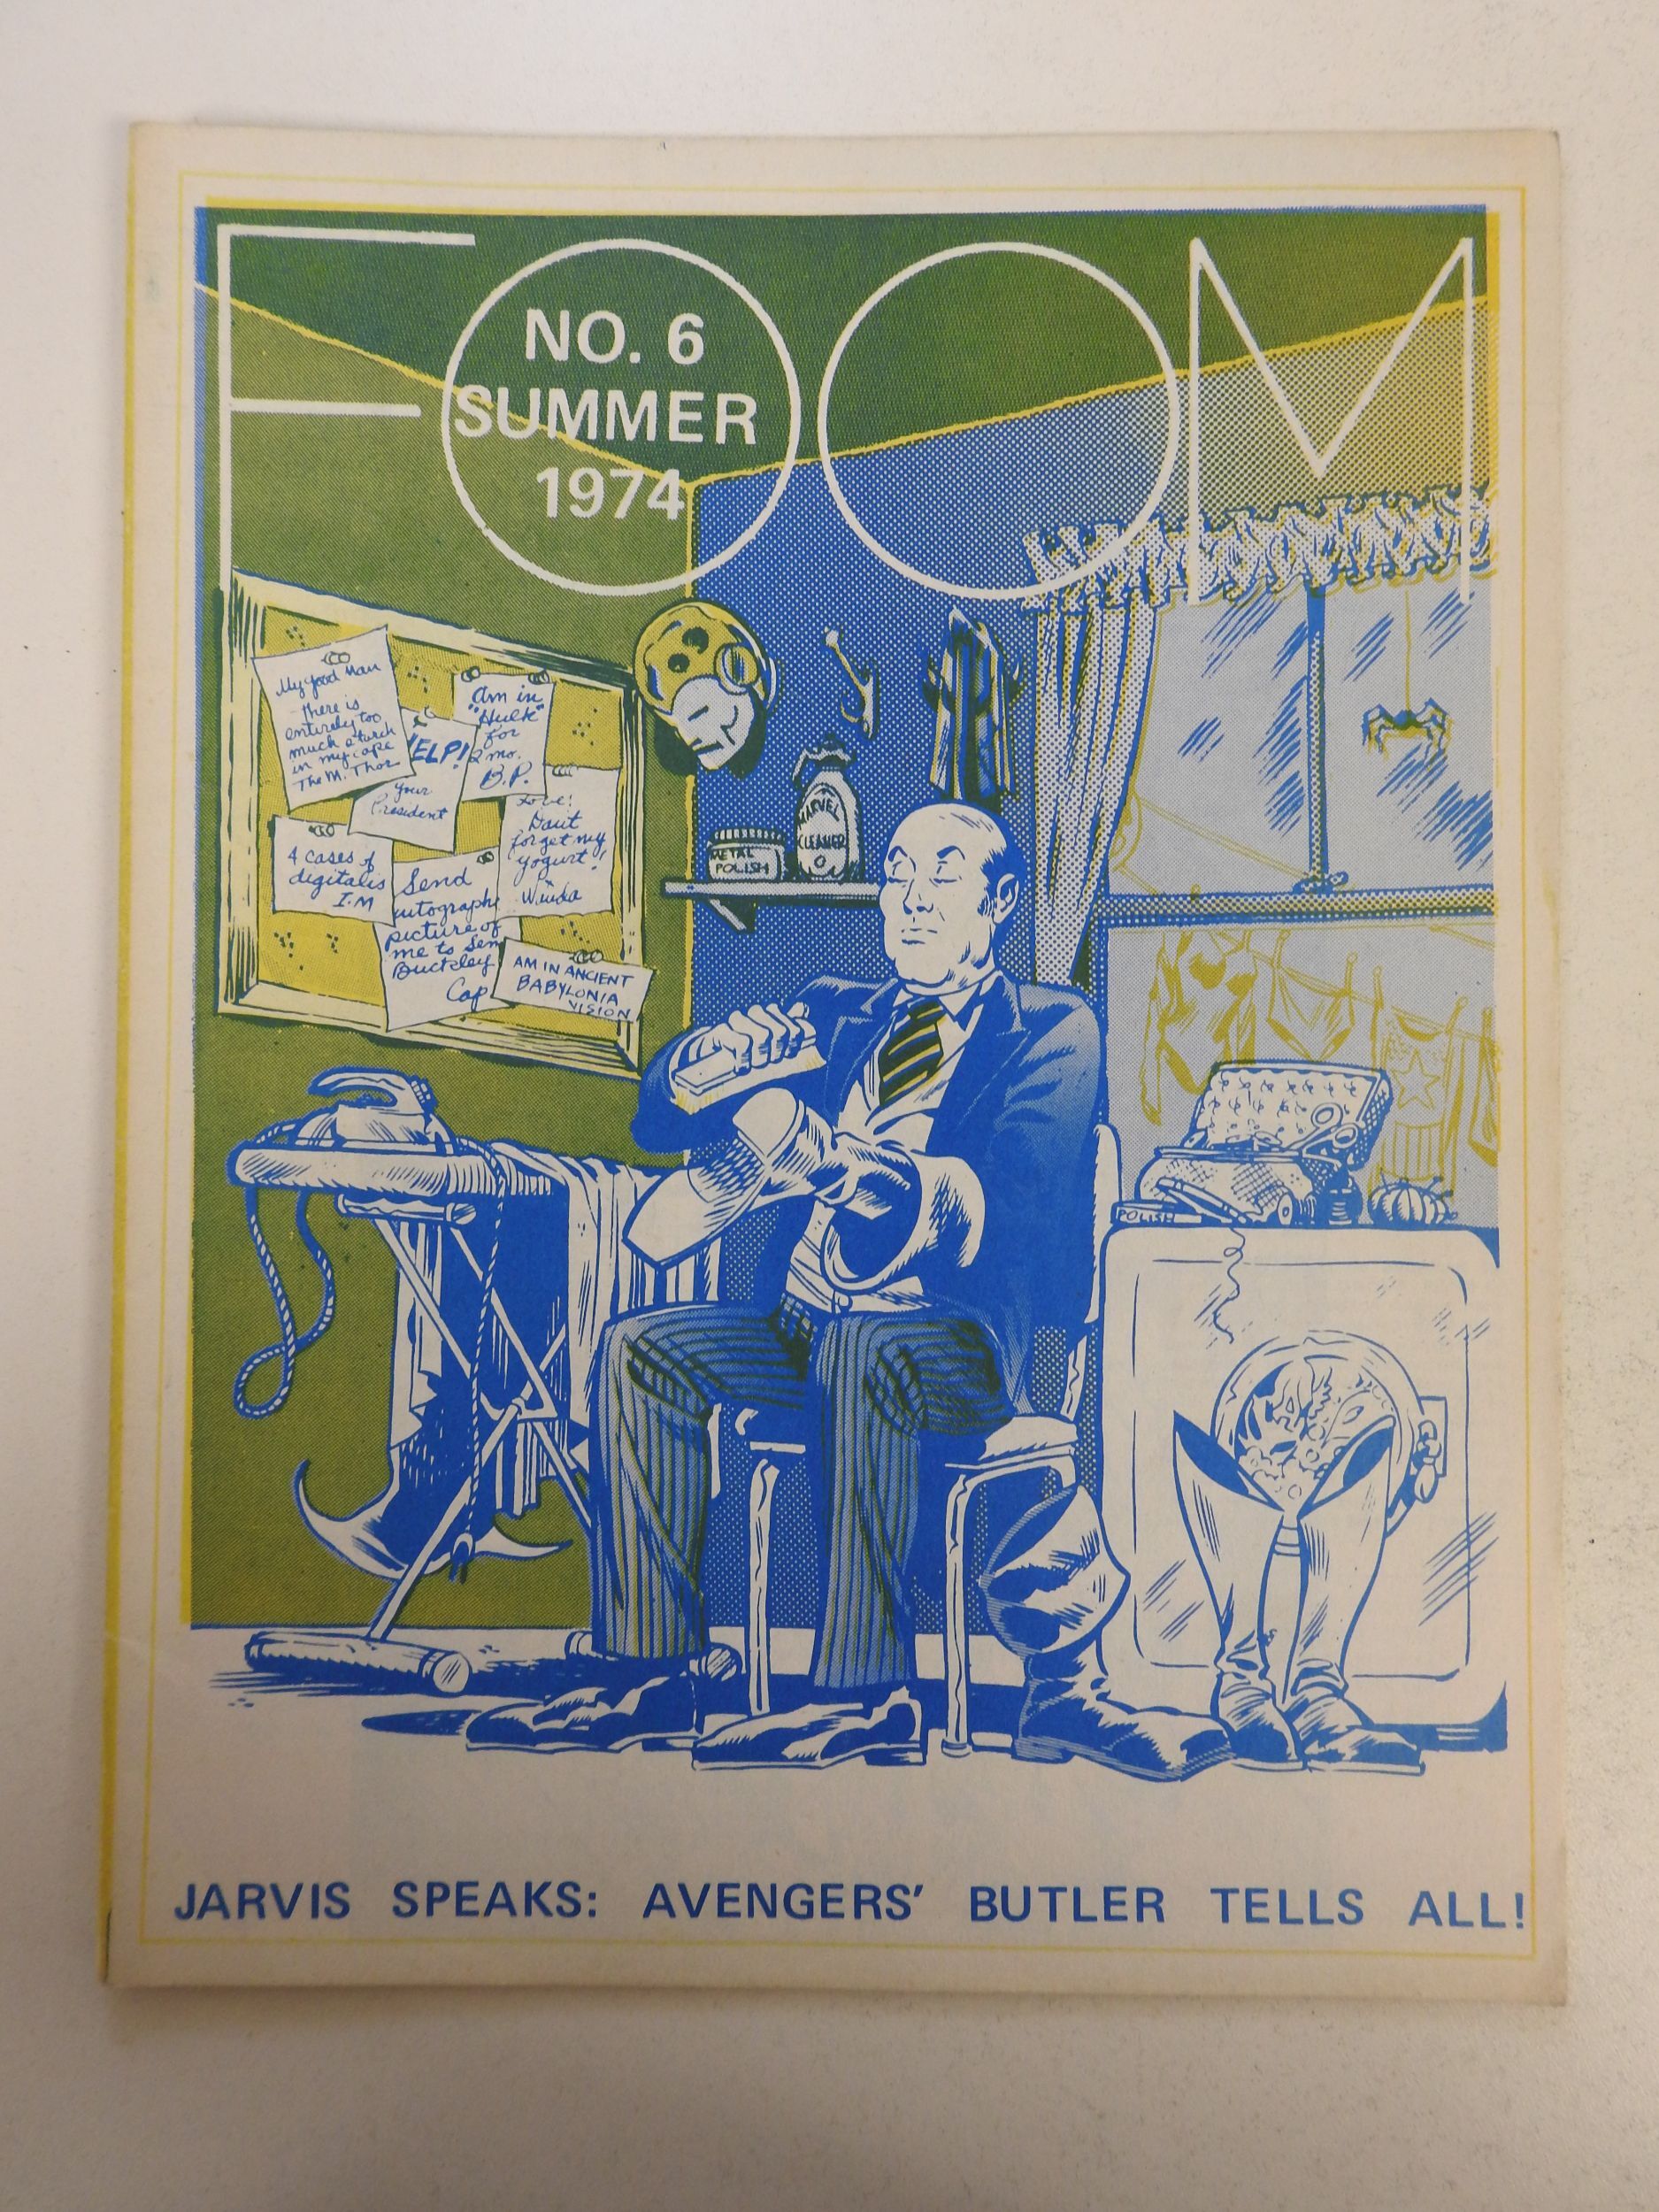 FOOM
NO. 6
SUMMER
1974
My good Man
there is
entirely too
much starch
in my cape
The M. Thor
ELP!
Your
President
am in
"Hulk"
for
2 mo.
B.P.
Love!
Don't
forget my
yogurt!
Wanda
4 cases of
digitalis
I.M
Send
autograph
picture of
me to Sen
Buckley
Cap
AM IN ANCIENT
BABYLONIA
VISION
METAL
POLISH
MARVEL
CLEANER
POLISH
JARVIS SPEAKS: AVENGERS' BUTLER TELLS ALL!